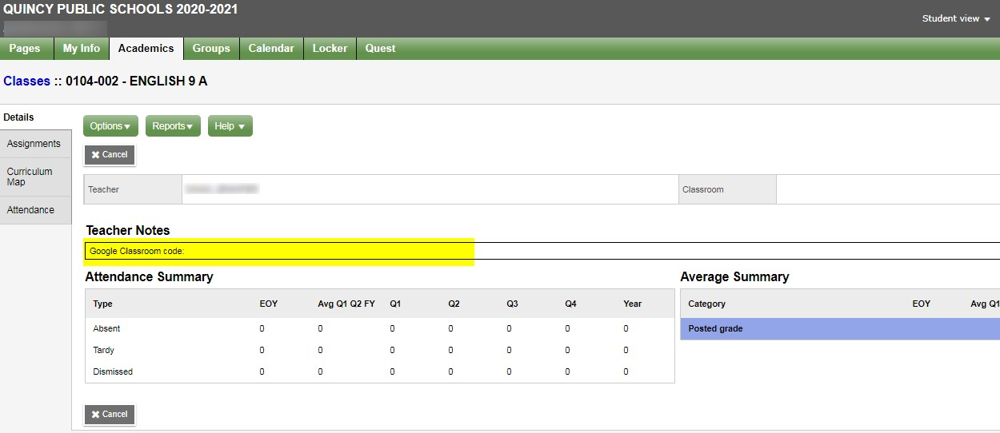 QUINCY PUBLIC SCHOOLS 2020-2021
Student view
Pages My Info Academics Groups Calendar Locker Quest
Classes :: 0104-002 - ENGLISH 9 A
Details
Assignments
Curriculum
Map
Attendance
Options Reports Help
Cancel
Teacher Classroom
Teacher Notes
Google Classroom code:
Attendance Summary
Type EOY Avg Q1 Q2 FY Q1 Q2 Q3 Q4 Year
Absent 0 0 0 0 0 0 0
Tardy 0 0 0 0 0 0 0
Dismissed 0 0 0 0 0 0 0
Average Summary
Category EOY Avg Q1
Posted grade
Cancel